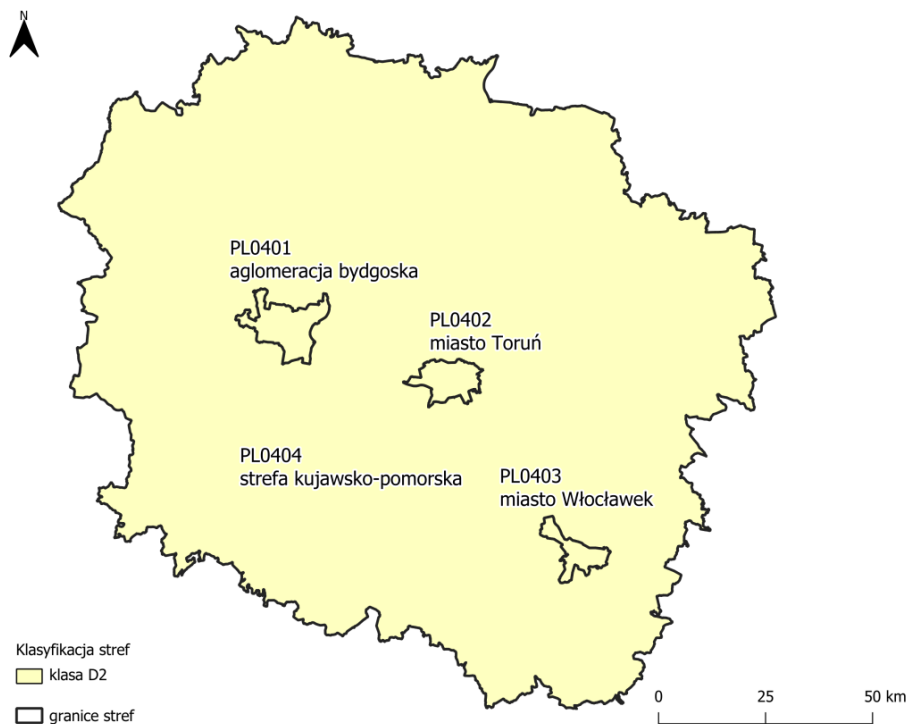 N
PL0401
aglomeracja bydgoska
PL0402
miasto Toruń
PL0404
strefa kujawsko-pomorska
PL0403
miasto Włocławek
Klasyfikacja stref
klasa D2
granice stref
0 25 50 km